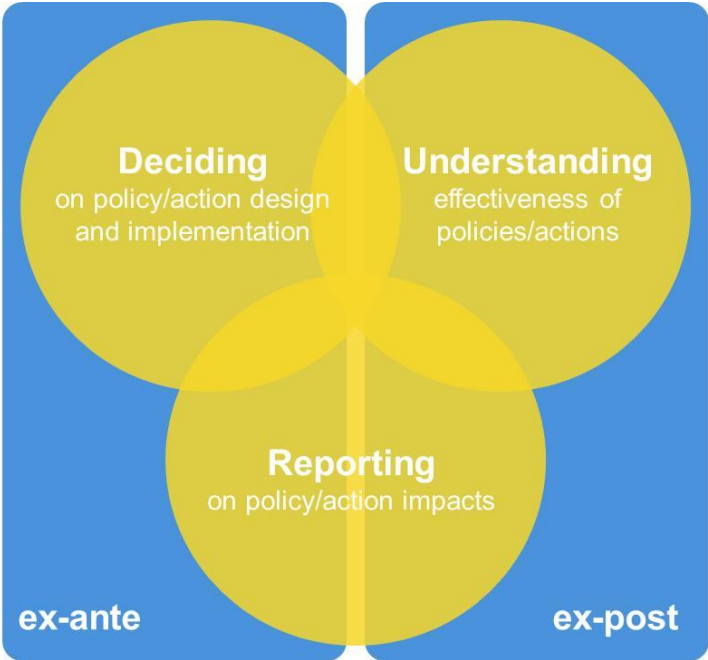 Deciding
on policy/action design
and implementation
Understanding
effectiveness of
policies/actions
Reporting
on policy/action impacts
ex-ante
ex-post